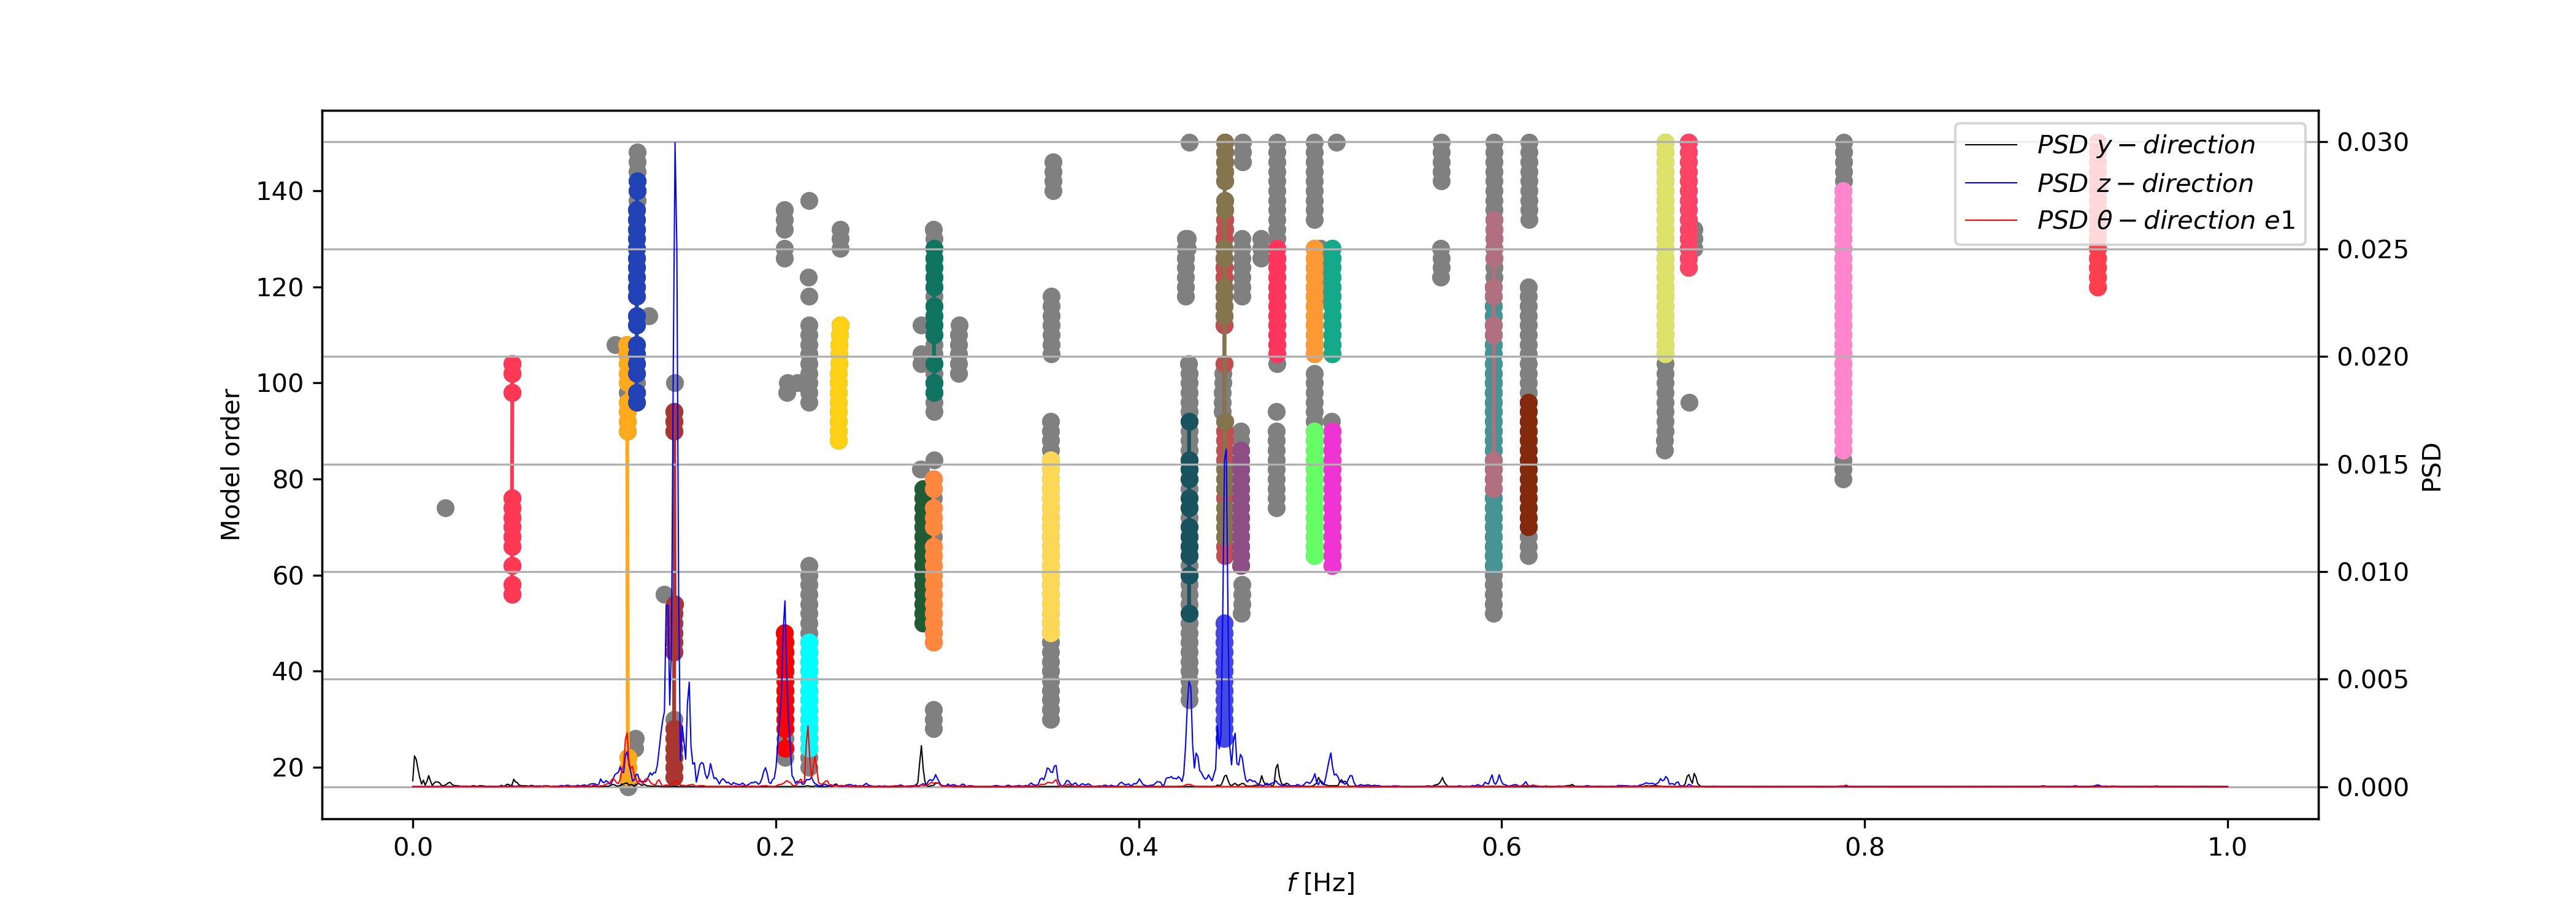 PSD y − direction
PSD z − direction
PSD θ − direction e1
140
120
100
80
60
40
20
Model order
0.030
0.025
0.020
0.015
0.010
0.005
0.000
PSD
0.0 0.2 0.4 0.6 0.8 1.0
f [Hz]